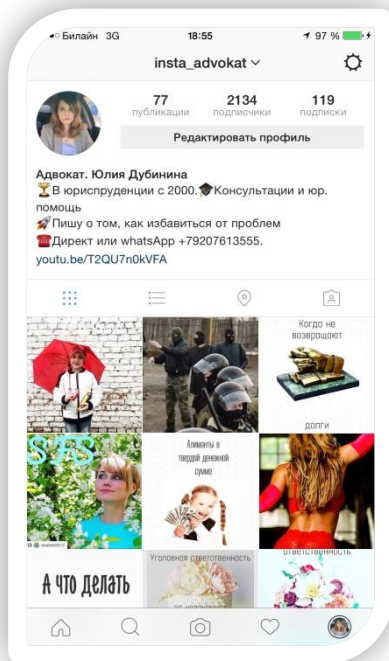 Билайн 3G 18:55 97 %
insta_advokat
77 2134 119
публикации подписчики подписки
Редактировать профиль
Адвокат. Юлия Дубинина
В юриспруденции с 2000. Консультации и юр.
помощь
Пишу о том, как избавиться от проблем
Директ или whatsApp +79207613555.
youtu.be/T2QU7n0kVFA
Когда не
возвращают
долги
SFS
Алименты в
твердой денежной
сумме
А что делать
Уголовная ответственность
ответственность